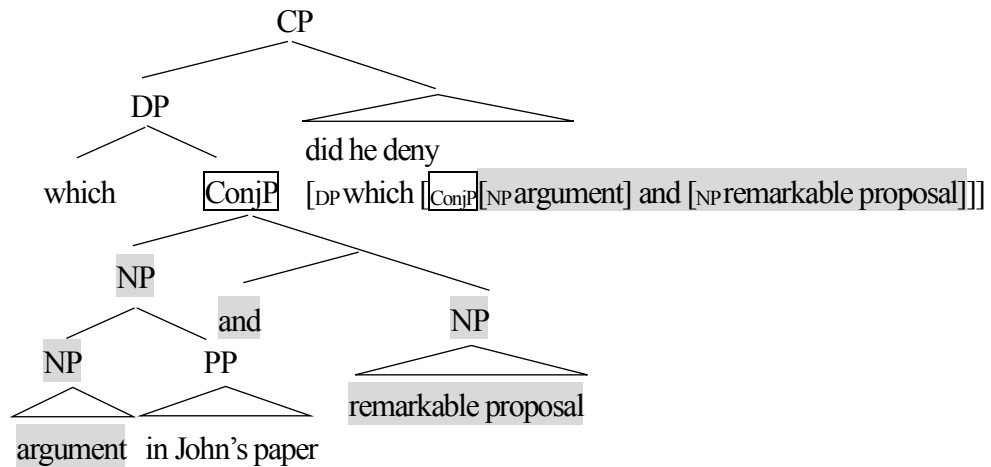 CP
DP
did he deny
which ConjP [DP which [ConjP[NP argument] and [NP remarkable proposal]]]
NP
and NP
NP PP
remarkable proposal
argument in John’s paper